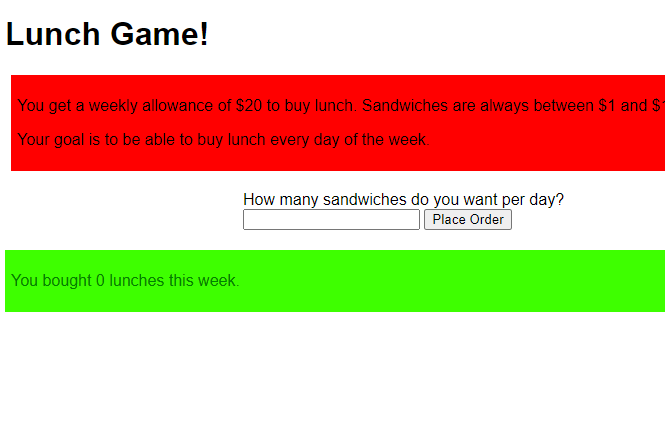 Lunch Game!
You get a weekly allowance of $20 to buy lunch. Sandwiches are always between $1 and
Your goal is to be able to buy lunch every day of the week.
How many sandwiches do you want per day?
Place Order
You bought 0 lunches this week.